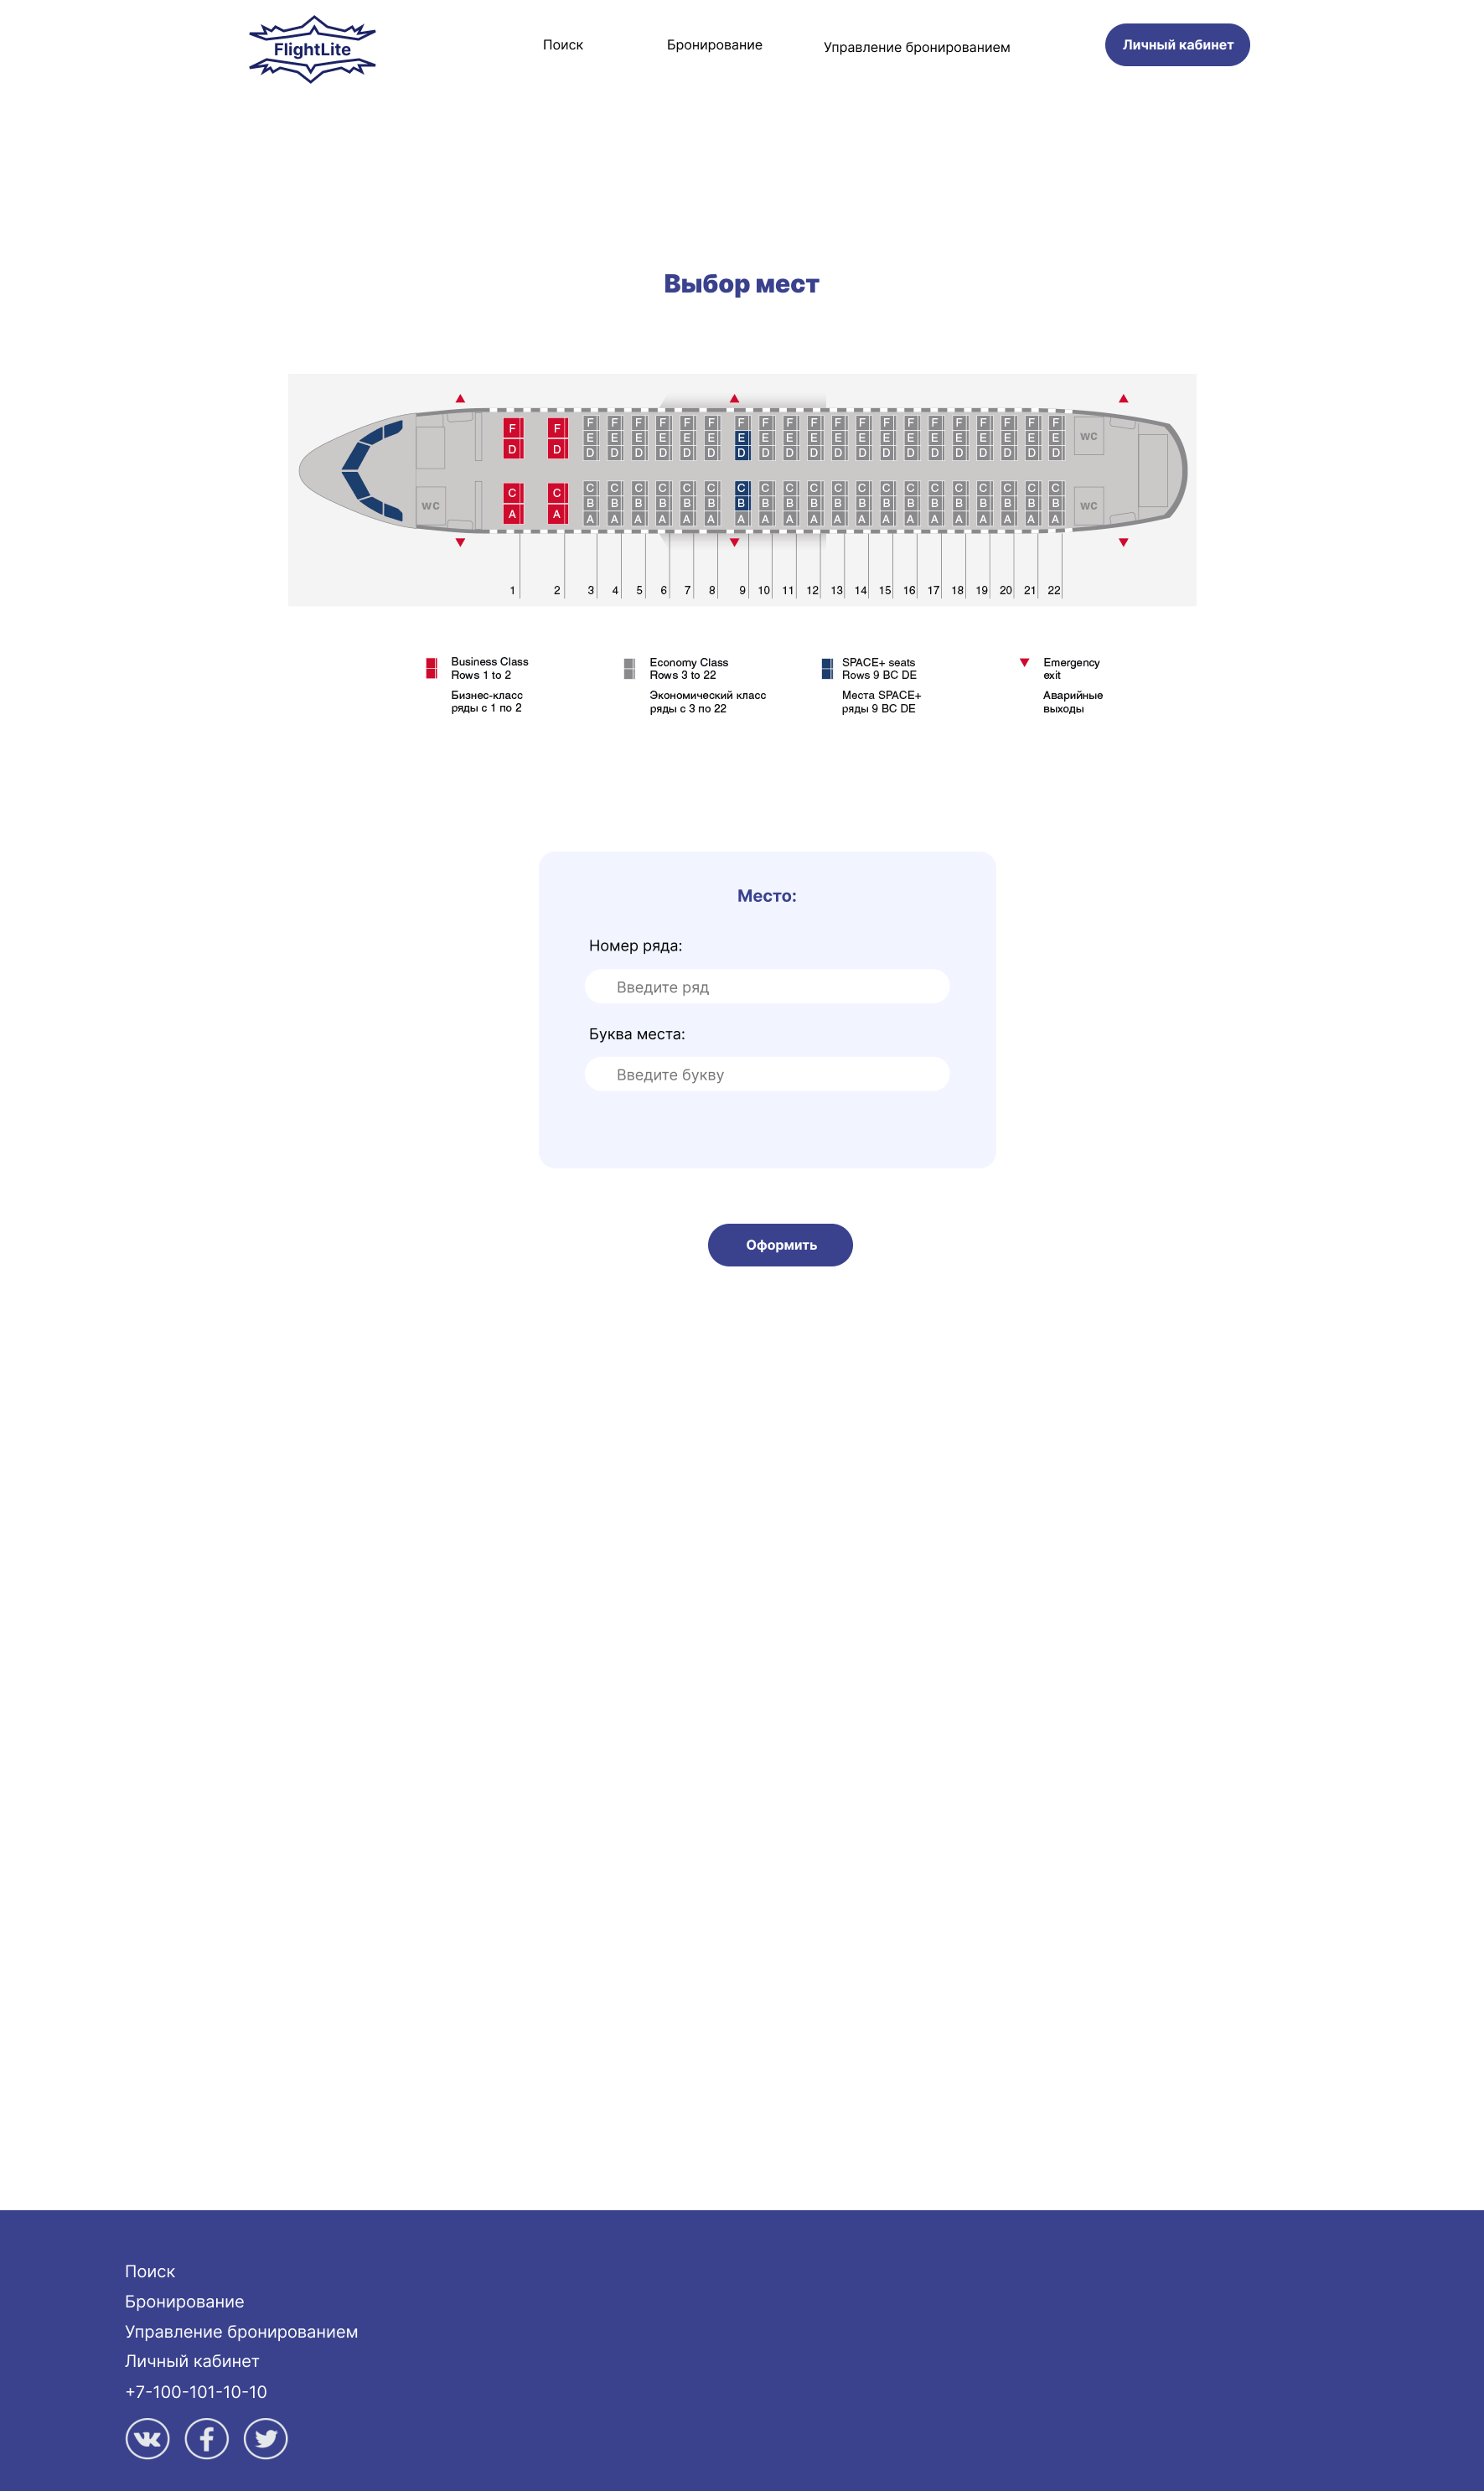 FlightLite
Поиск
Бронирование
Управление бронированием
Личный кабинет
Выбор мест
F F F F F F F F F F F F F F F F F F F F F F
E E E E E E E E E E E E E E E E E E E E
D D D D D D D D D D D D D D D D D D D D D D
WC
C C C C C C C C C C C C C C C C C C C C C C
B B B B B B B B B B B B B B B B B B B B
A A A A A A A A A A A A A A A A A A A A A A
WC
WC
1 2 3 4 5 6 7 8 9 10 11 12 13 14 15 16 17 18 19 20 21 22
Business Class
Rows 1 to 2
Бизнес-класс
ряды с 1 по 2
Economy Class
Rows 3 to 22
Экономический класс
ряды с 3 по 22
SPACE+ seats
Rows 9 BC DE
Места SPACE+
ряды 9 BC DE
Emergency
exit
Аварийные
выходы
Место:
Номер ряда:
Введите ряд
Буква места:
Введите букву
Оформить
Поиск
Бронирование
Управление бронированием
Личный кабинет
+7-100-101-10-10